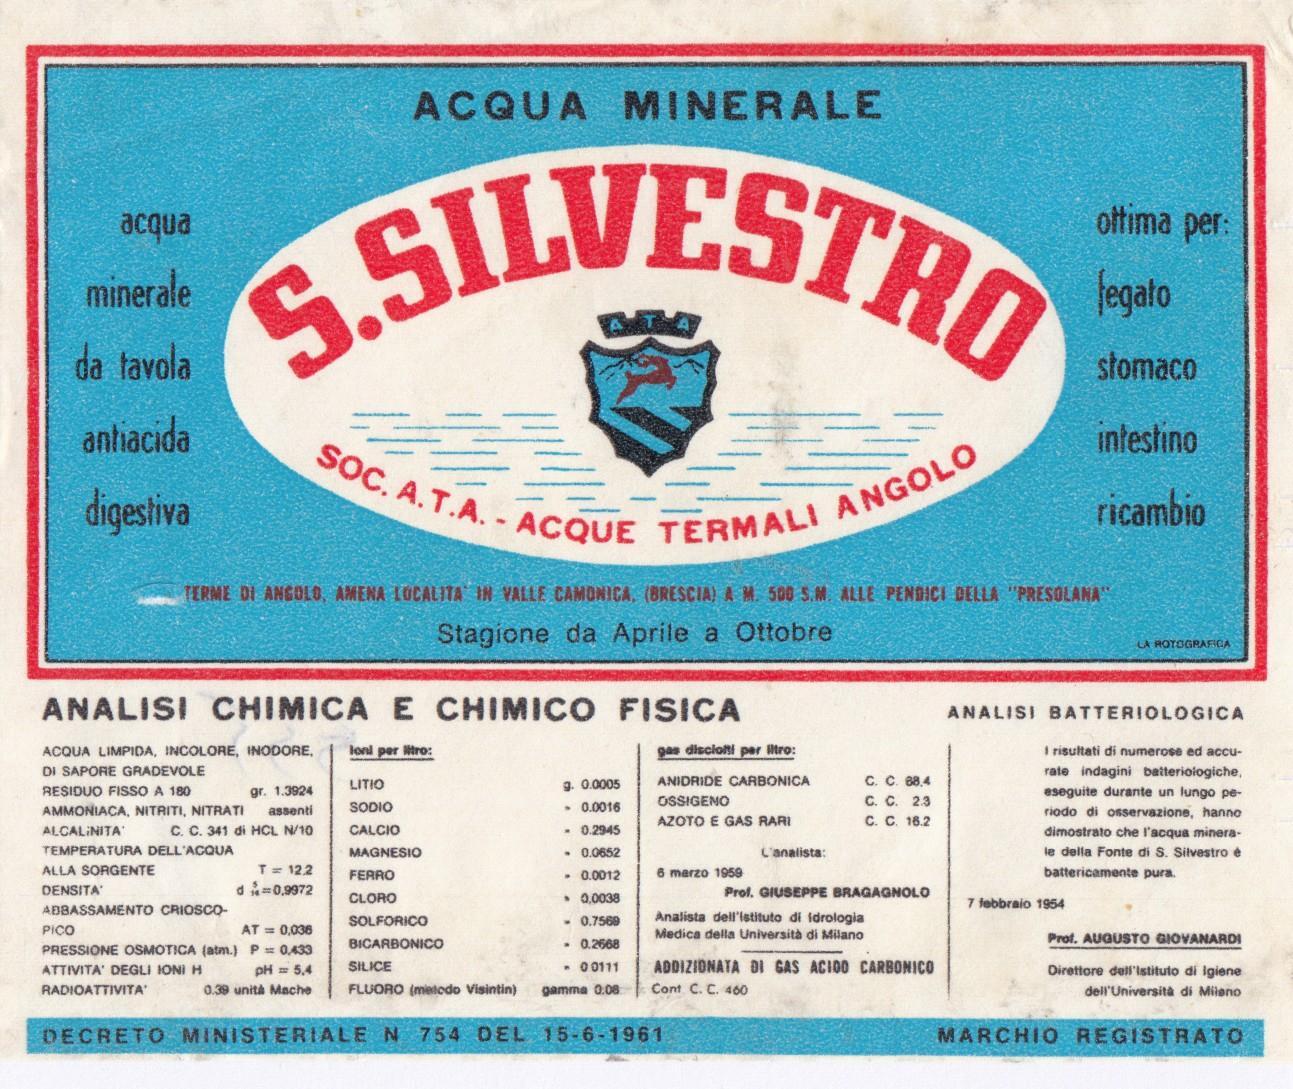 ACQUA MINERALE
acqua
minerale
da tavola
antiacida
digestiva
S.SILVESTRO
ATA
SOC. A.T.A. - ACQUE TERMALI ANGOLO
ottima per:
fegato
stomaco
intestino
ricambio
TERME DI ANGOLO, AMENA LOCALITA' IN VALLE CAMONICA, (BRESCIA) A M. 500 S.M. ALLE PENDICI DELLA "PRESOLANA"
Stagione da Aprile a Ottobre
LA ROTOGRAFICA
ANALISI CHIMICA E CHIMICO FISICA
ACQUA LIMPIDA, INCOLORE, INODORE,
DI SAPORE GRADEVOLE
RESIDUO FISSO A 180 gr. 1.3924
AMMONIACA, NITRITI, NITRATI assenti
ALCALINITA' C. C. 341 di HCL N/10
TEMPERATURA DELL'ACQUA
ALLA SORGENTE T = 12,2
DENSITA' d = 0,9972
ABBASSAMENTO CRIOSCO-
PICO AT = 0,036
PRESSIONE OSMOTICA (atm.) P = 0.433
ATTIVITA' DEGLI IONI H pH = 5,4
RADIOATTIVITA' 0.39 unità Mache
Ioni per litro:
LITIO g. 0.0005
SODIO » 0.0016
CALCIO » 0.2945
MAGNESIO » 0.0652
FERRO » 0.0012
CLORO » 0,0038
SOLFORICO » 0.7569
BICARBONICO » 0.2668
SILICE » 0 0111
FLUORO (metodo Visintin) gamma 0.06
gas disciolti per litro:
ANIDRIDE CARBONICA C. C. 68,4
OSSIGENO C. C. 2.3
AZOTO E GAS RARI C. C. 16.2
L'analista:
6 marzo 1959
Prof. GIUSEPPE BRAGAGNOLO
Analista dell'Istituto di Idrologia
Medica della Università di Milano
ADDIZIONATA DI GAS ACIDO CARBONICO
Cont. C. C. 460
ANALISI BATTERIOLOGICA
I risultati di numerose ed accu-
rate indagini batteriologiche,
eseguite durante un lungo pe-
riodo di osservazione, hanno
dimostrato che l'acqua minera-
le della Fonte di S. Silvestro è
battericamente pura.
7 febbraio 1954
Prof. AUGUSTO GIOVANARDI
Direttore dell'Istituto di Igiene
dell'Università di Milano
DECRETO MINISTERIALE N 754 DEL 15-6-1961
MARCHIO REGISTRATO